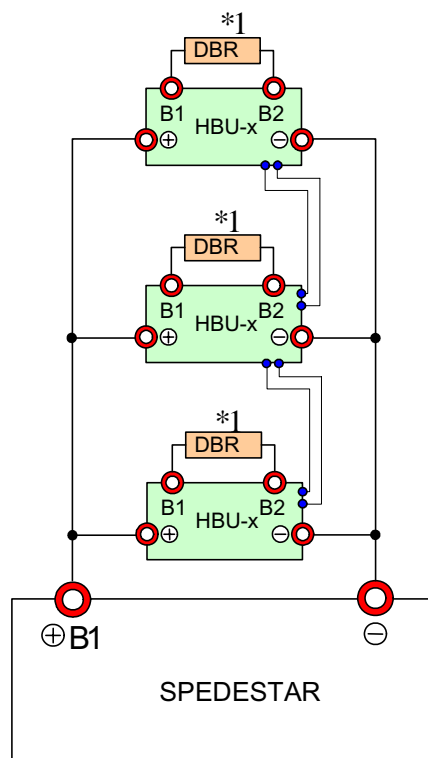 *1
DBR
B1 B2
HBU-x
⊕ ⊖
*1
DBR
B1 B2
HBU-x
⊕ ⊖
*1
DBR
B1 B2
HBU-x
⊕ ⊖
⊕ B1 ⊖
SPEDESTAR